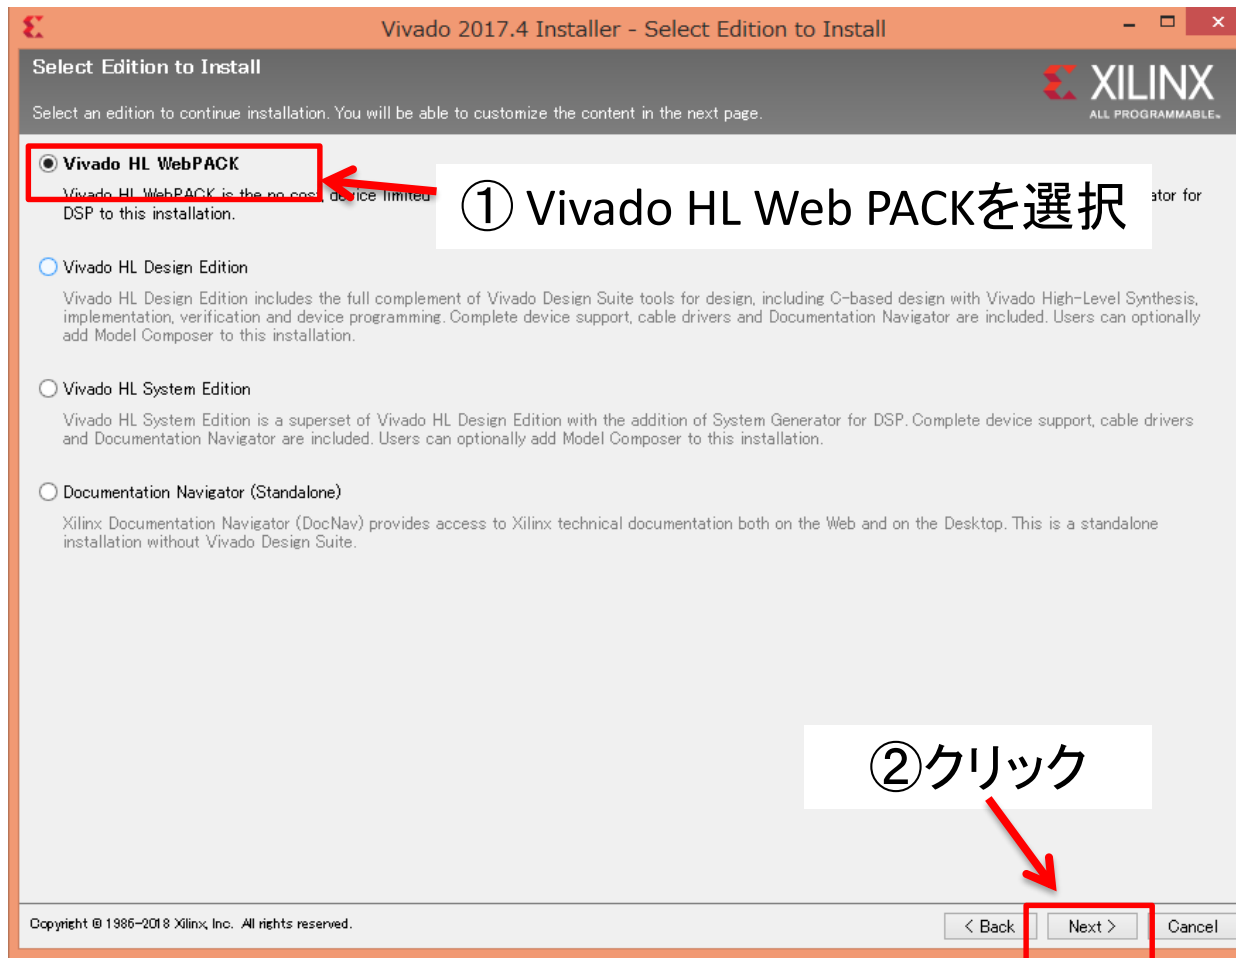 Vivado 2017.4 Installer - Select Edition to Install
Select Edition to Install
XILINX
ALL PROGRAMMABLE.
Select an edition to continue installation. You will be able to customize the content in the next page.
Vivado HL WebPACK
Vivado HL WebPACK is the no cost, device limited
ator for
DSP to this installation.
① Vivado HL Web PACKを選択
Vivado HL Design Edition
Vivado HL Design Edition includes the full complement of Vivado Design Suite tools for design, including C-based design with Vivado High-Level Synthesis,
implementation, verification and device programming. Complete device support, cable drivers and Documentation Navigator are included. Users can optionally
add Model Composer to this installation.
Vivado HL System Edition
Vivado HL System Edition is a superset of Vivado HL Design Edition with the addition of System Generator for DSP. Complete device support, cable drivers
and Documentation Navigator are included. Users can optionally add Model Composer to this installation.
Documentation Navigator (Standalone)
Xilinx Documentation Navigator (DocNav) provides access to Xilinx technical documentation both on the Web and on the Desktop. This is a standalone
installation without Vivado Design Suite.
②クリック
Copyright © 1986-2018 Xilinx, Inc. All rights reserved.
< Back
Next >
Cancel